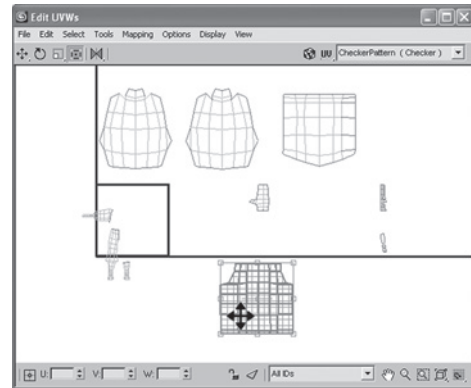 Edit UVWs
File Edit Select Tools Mapping Options Display View
UV CheckerPattern ( Checker )
U: V: W: All IDs